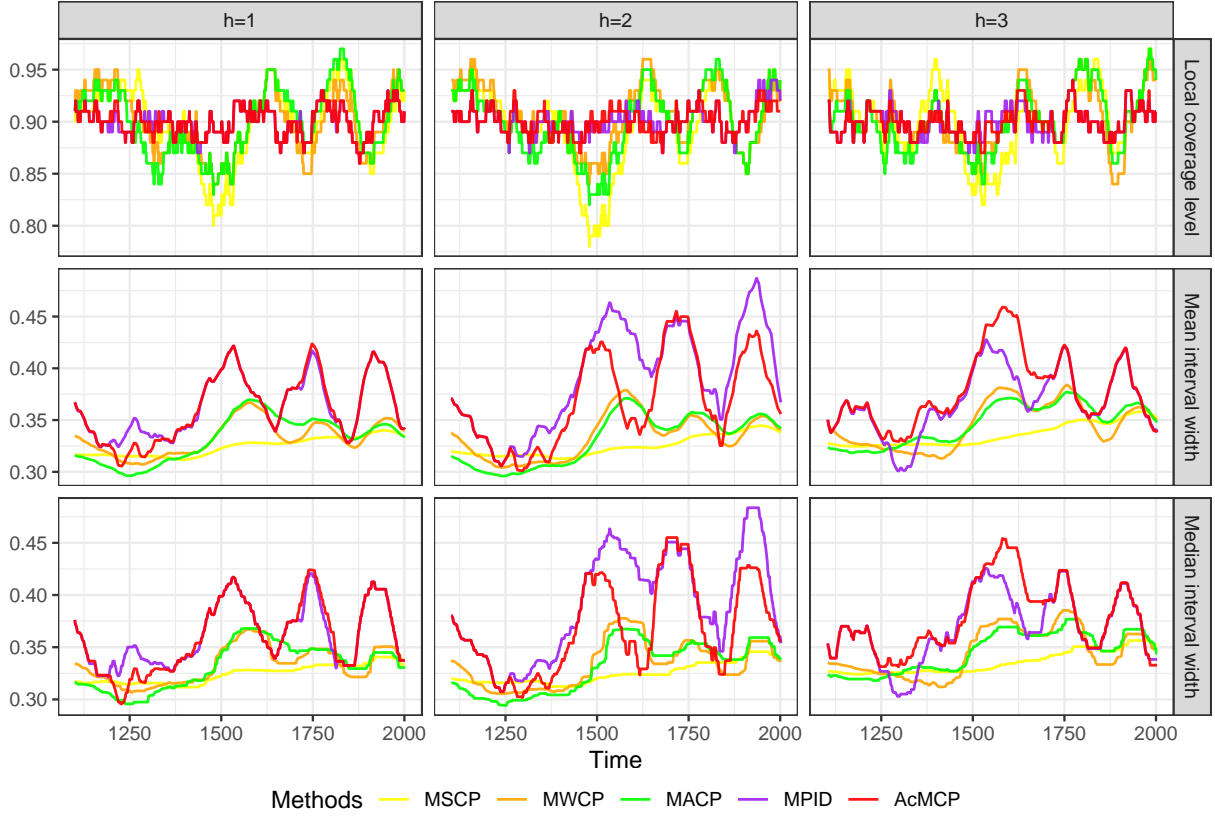 h=1 h=2 h=3
0.95
0.90
0.85
0.80
Local coverage level
0.45
0.40
0.35
0.30
Mean interval width
0.45
0.40
0.35
0.30
Median interval width
1250 1500 1750 2000 1250 1500 1750 2000 1250 1500 1750 2000
Time
Methods MSCP MWCP MACP MPID AcMCP